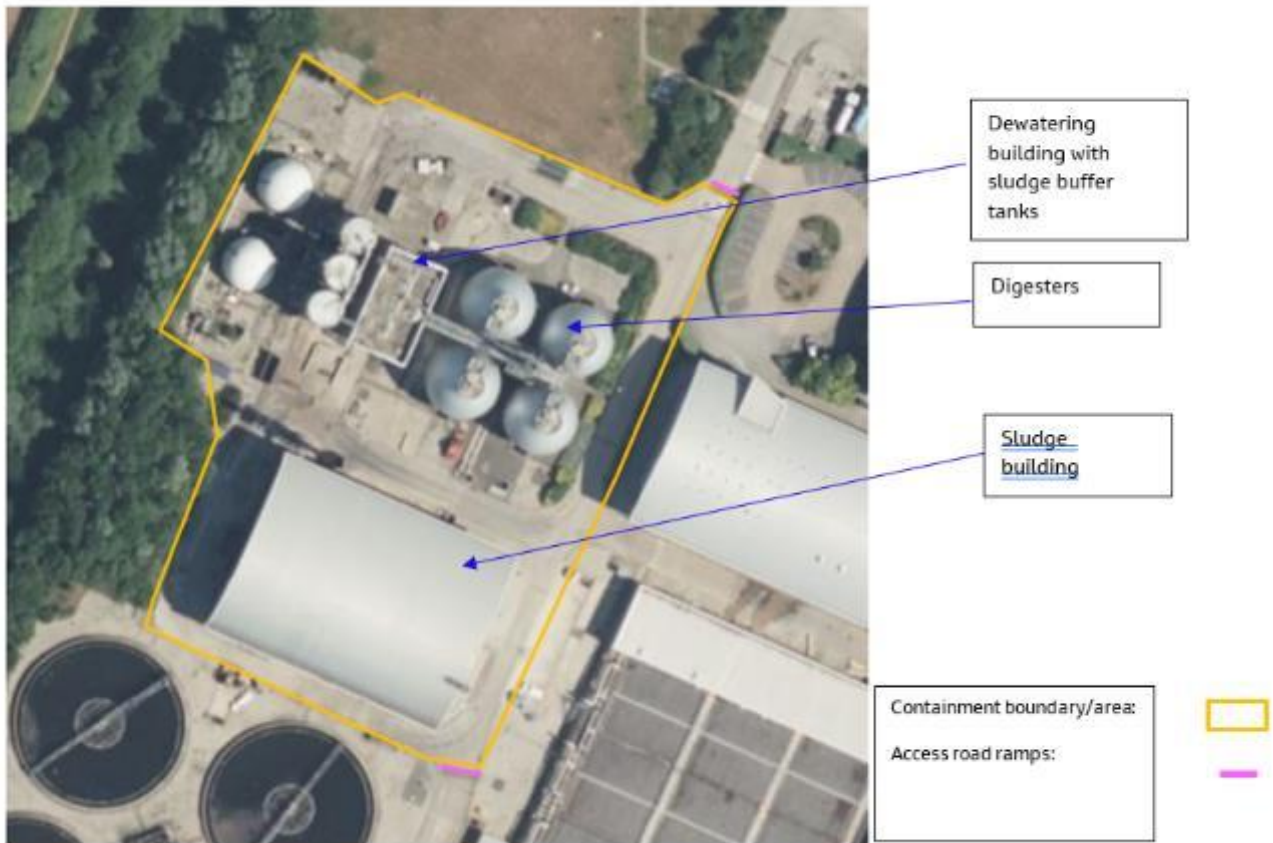 Dewatering
building with
sludge buffer
tanks
Digesters
Sludge
building
Containment boundary/area:
Access road ramps: